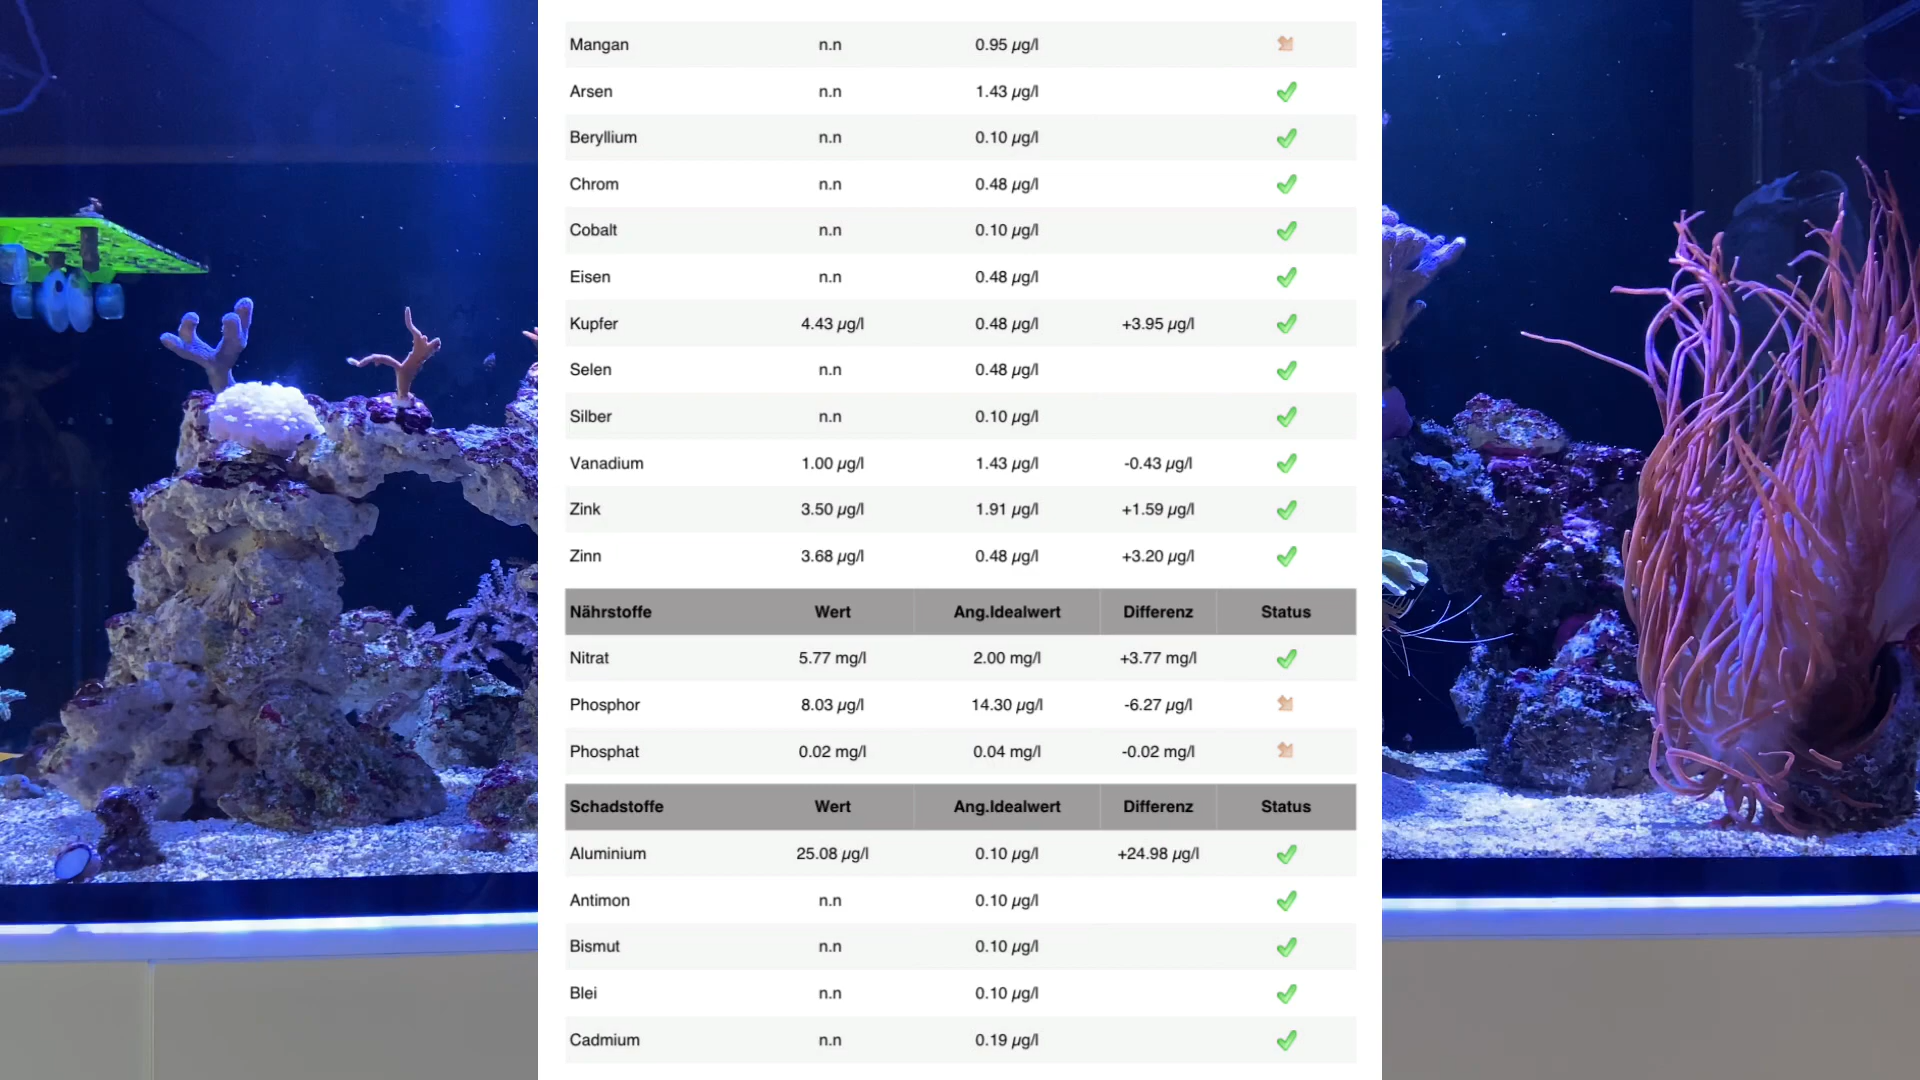 Mangan n.n 0.95 µg/l
Arsen n.n 1.43 µg/l
Beryllium n.n 0.10 µg/l
Chrom n.n 0.48 µg/l
Cobalt n.n 0.10 µg/l
Eisen n.n 0.48 µg/l
Kupfer 4.43 µg/l 0.48 µg/l +3.95 µg/l
Selen n.n 0.48 µg/l
Silber n.n 0.10 µg/l
Vanadium 1.00 µg/l 1.43 µg/l -0.43 µg/l
Zink 3.50 µg/l 1.91 µg/l +1.59 µg/l
Zinn 3.68 µg/l 0.48 µg/l +3.20 µg/l
Nährstoffe Wert Ang.Idealwert Differenz Status
Nitrat 5.77 mg/l 2.00 mg/l +3.77 mg/l
Phosphor 8.03 µg/l 14.30 µg/l -6.27 µg/l
Phosphat 0.02 mg/l 0.04 mg/l -0.02 mg/l
Schadstoffe Wert Ang.Idealwert Differenz Status
Aluminium 25.08 µg/l 0.10 µg/l +24.98 µg/l
Antimon n.n 0.10 µg/l
Bismut n.n 0.10 µg/l
Blei n.n 0.10 µg/l
Cadmium n.n 0.19 µg/l